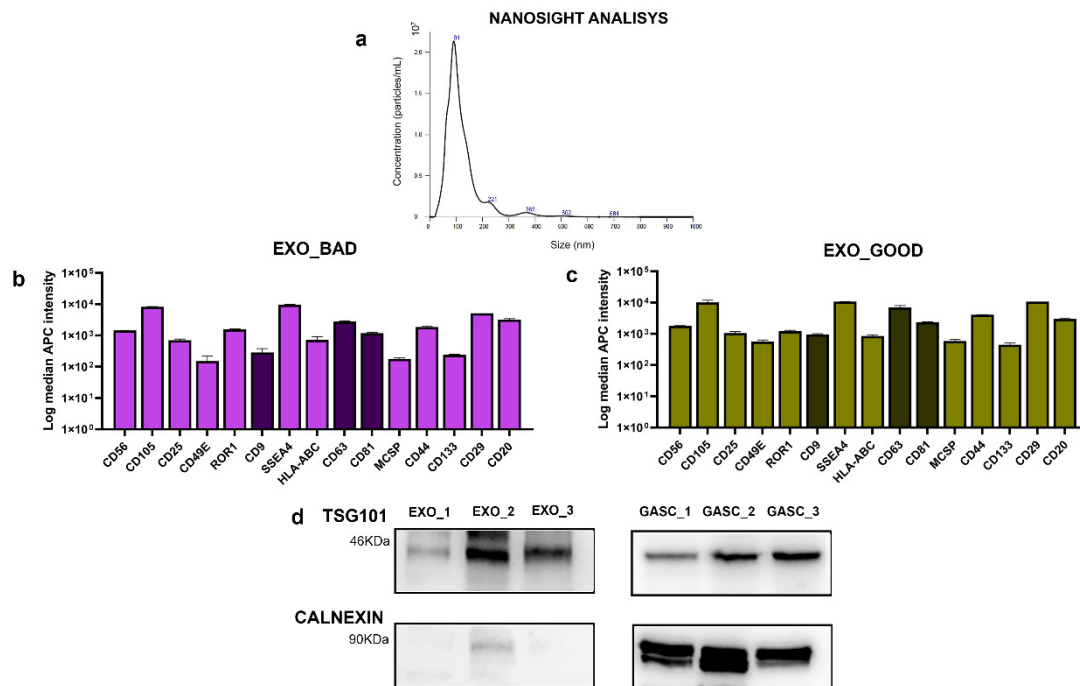 NANOSIGHT ANALISYS
a
10⁷
2.0
1.0
0.5
0
Concentration (particles/mL)
91
221
502
684
0 100 200 300 400 500 600 700 800 900 1000
Size (nm)
EXO_BAD
b
Log median APC intensity
1×10⁵
1×10⁴
1×10³
1×10²
1×10¹
1×10⁰
CD56 CD105 CD25 CD49E ROR1 CD9 SSEA4 HLA-ABC CD63 CD81 MCSP CD44 CD133 CD29 CD20
EXO_GOOD
c
Log median APC intensity
1×10⁵
1×10⁴
1×10³
1×10²
1×10¹
1×10⁰
CD56 CD105 CD25 CD49E ROR1 CD9 SSEA4 HLA-ABC CD63 CD81 MCSP CD44 CD133 CD29 CD20
d
TSG101
EXO_1 EXO_2 EXO_3
GASC_1 GASC_2 GASC_3
46KDa
CALNEXIN
90KDa